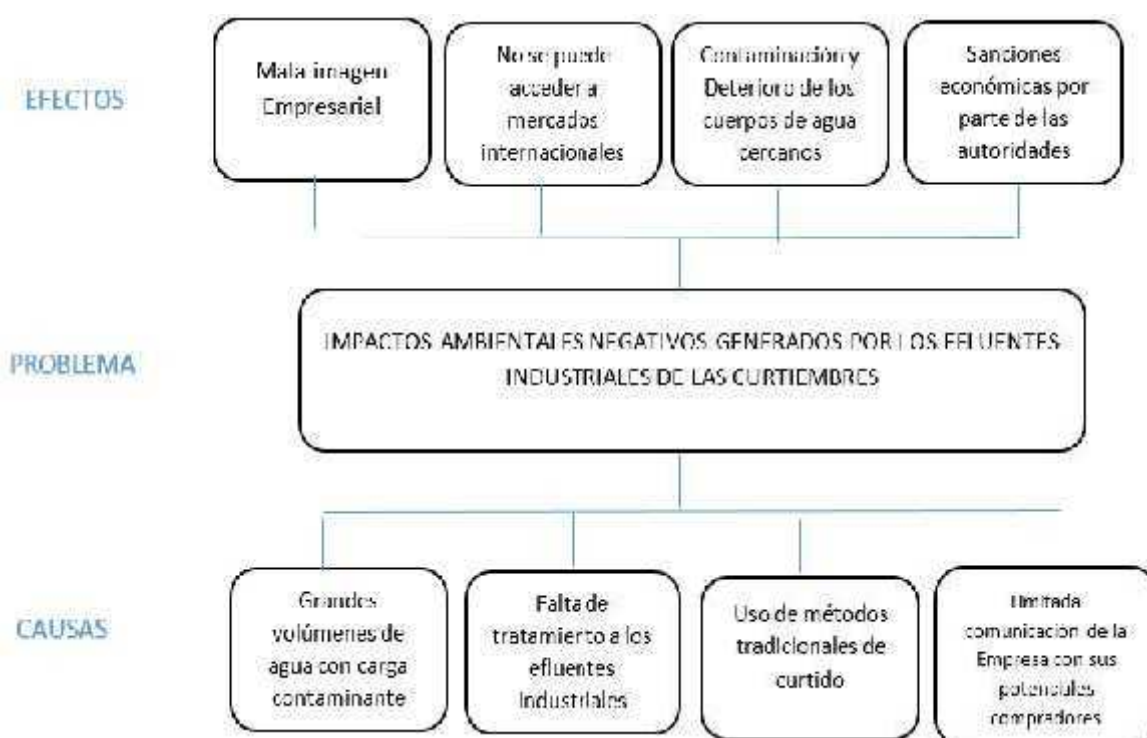 EFECTOS
Mala imagen
Empresarial
No se puede
acceder a
mercados
internacionales
Contaminación y
Deterioro de los
cuerpos de agua
cercanos
Sanciones
económicas por
parte de las
autoridades
PROBLEMA
IMPACTOS AMBIENTALES NEGATIVOS GENERADOS POR LOS EFLUENTES
INDUSTRIALES DE LAS CURTIEMBRES
CAUSAS
Grandes
volúmenes de
agua con carga
contaminante
Falta de
tratamiento a los
efluentes
Industriales
Uso de métodos
tradicionales de
curtido
Limitada
comunicación de la
Empresa con sus
potenciales
compradores